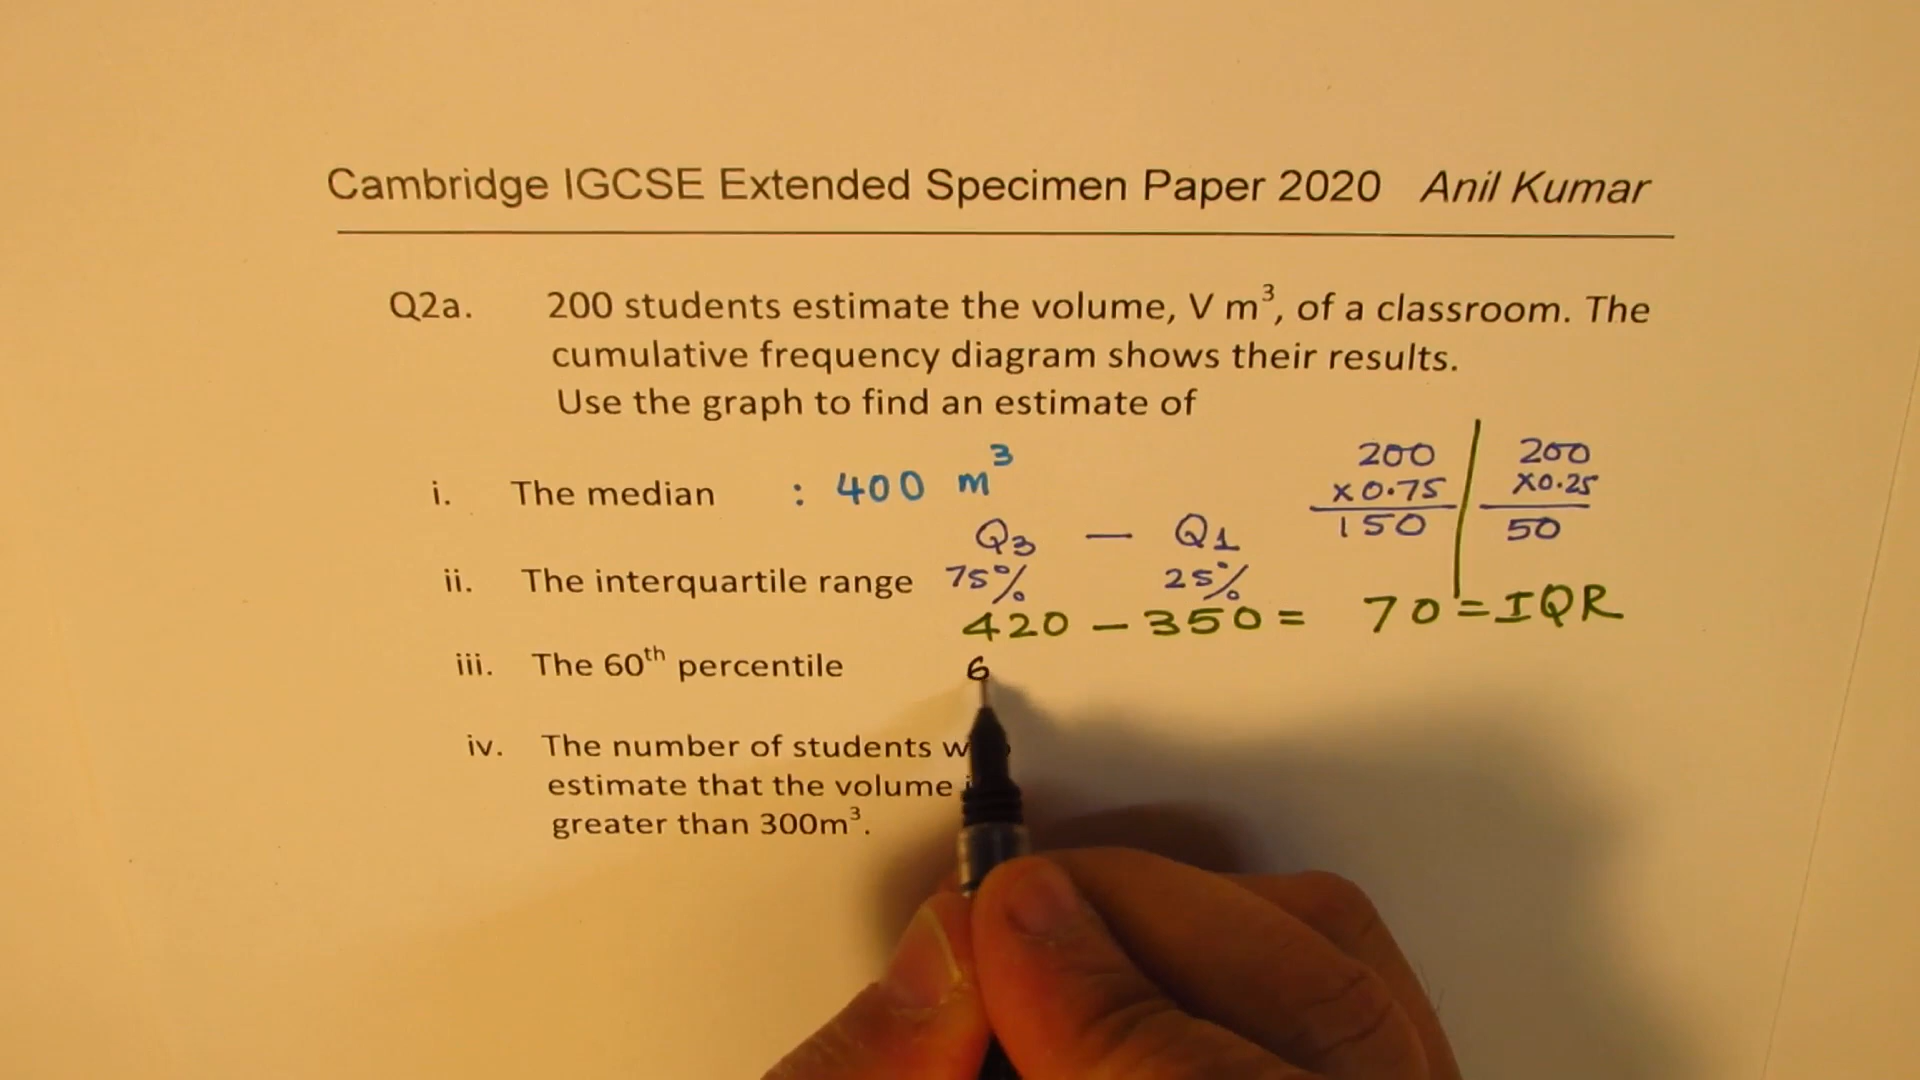 Cambridge IGCSE Extended Specimen Paper 2020 Anil Kumar
Q2a. 200 students estimate the volume, V m³, of a classroom. The
cumulative frequency diagram shows their results.
Use the graph to find an estimate of
i. The median : 400 m³
200 200
×0.75 ×0.25
150 50
Q3 — Q1
ii. The interquartile range 75% 25%
420 – 350 = 70 = IQR
iii. The 60th percentile 6
iv. The number of students
estimate that the volume
greater than 300m³.